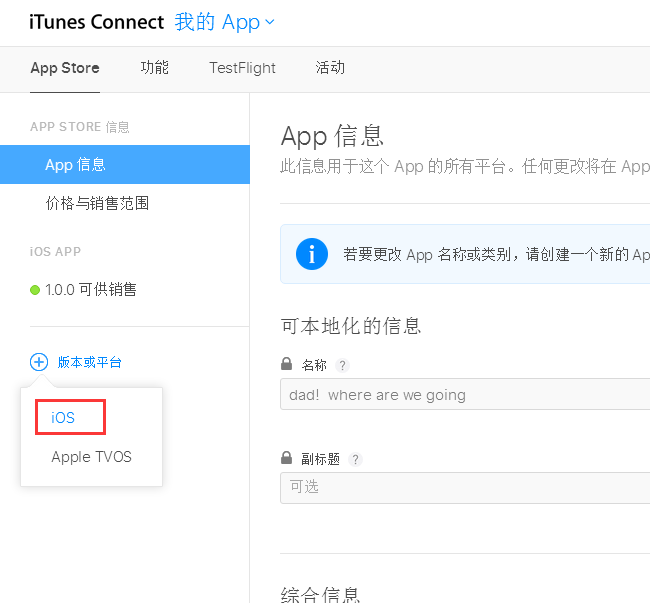 iTunes Connect 我的 App
App Store 功能 TestFlight 活动
APP STORE 信息
App 信息
价格与销售范围
iOS APP
1.0.0 可供销售
版本或平台
iOS
Apple TVOS
App 信息
此信息用于这个 App 的所有平台。任何更改将在 App
i 若要更改 App 名称或类别，请创建一个新的 Ap
可本地化的信息
名称 ?
dad! where are we going
副标题 ?
可选
综合信息